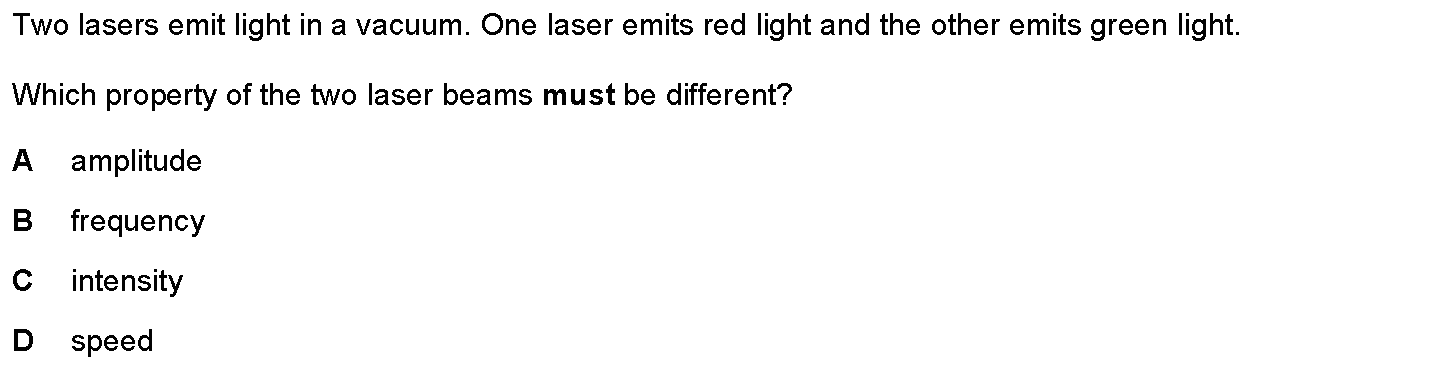 Two lasers emit light in a vacuum. One laser emits red light and the other emits green light.
Which property of the two laser beams must be different?
A amplitude
B frequency
C intensity
D speed